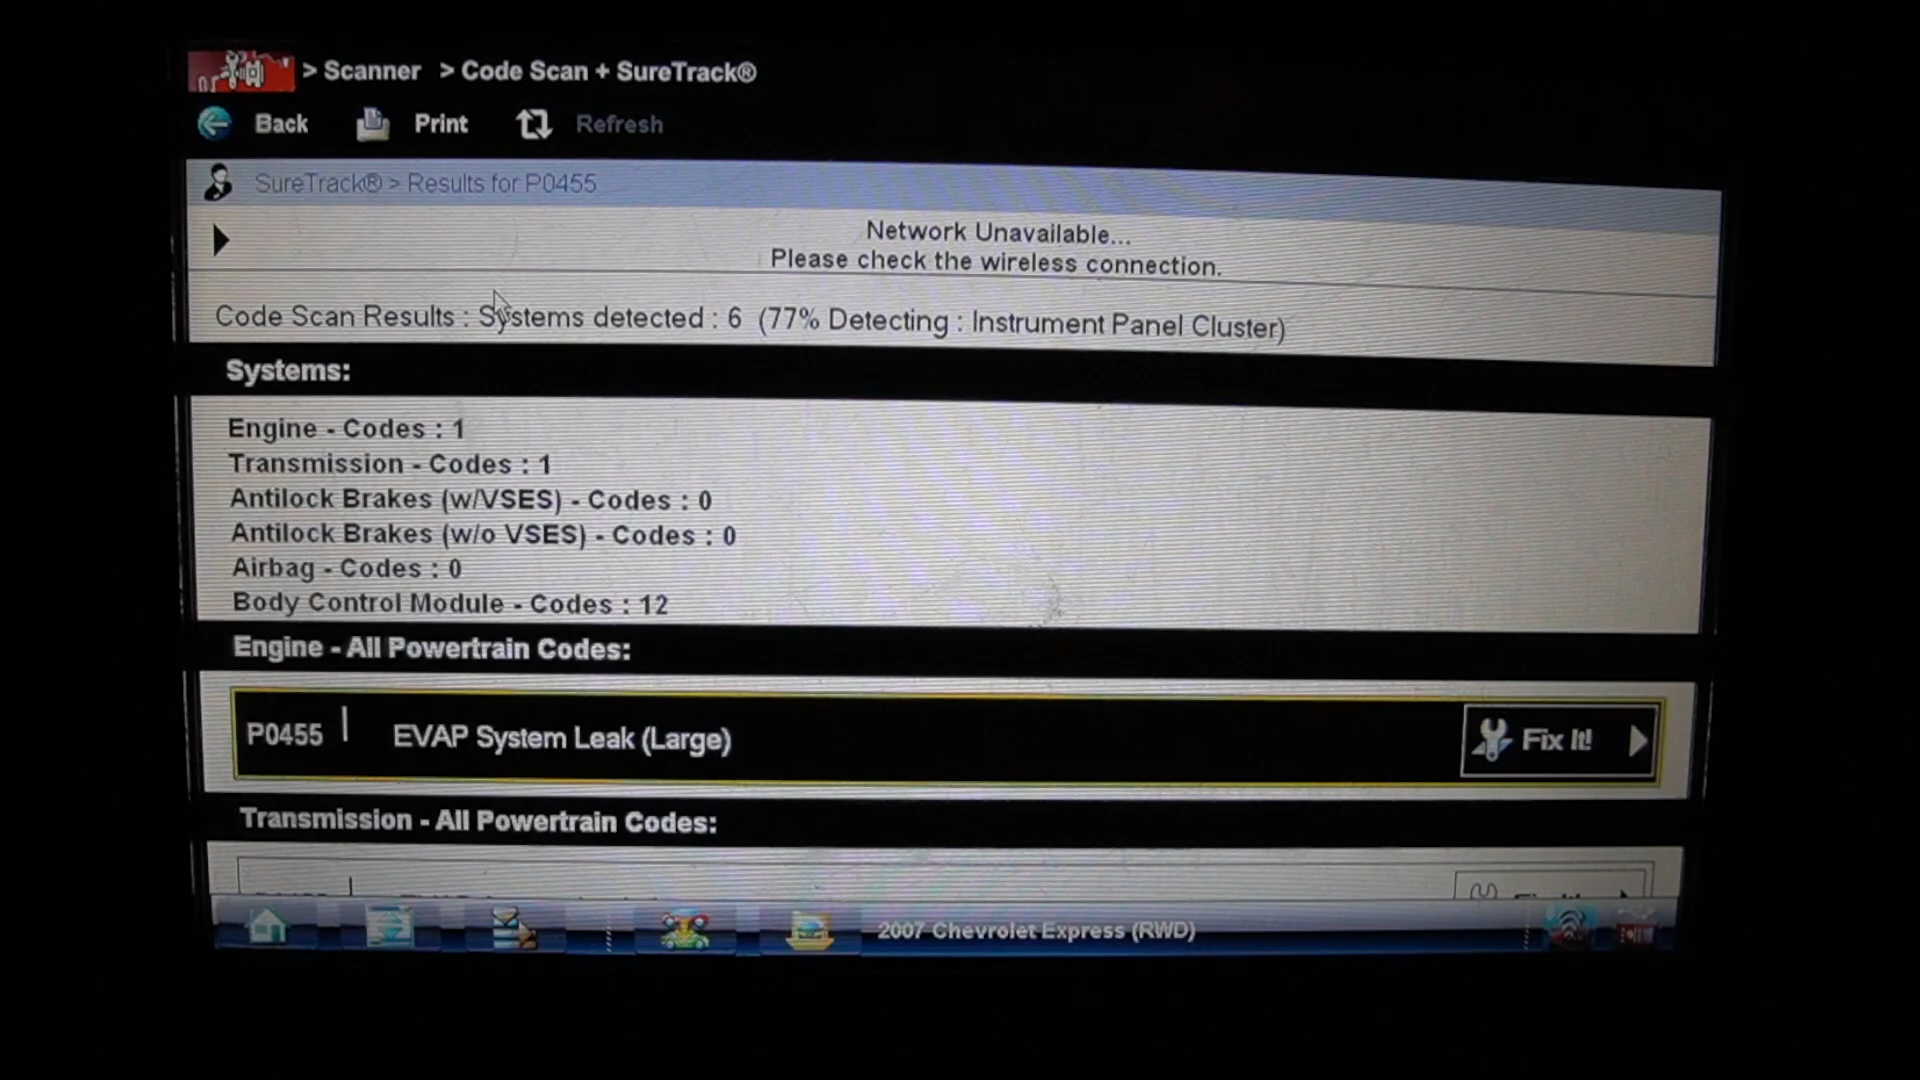 > Scanner > Code Scan + SureTrack®
Back Print Refresh
SureTrack® > Results for P0455
Network Unavailable...
Please check the wireless connection.
Code Scan Results : Systems detected : 6 (77% Detecting : Instrument Panel Cluster)
Systems:
Engine - Codes : 1
Transmission - Codes : 1
Antilock Brakes (w/VSES) - Codes : 0
Antilock Brakes (w/o VSES) - Codes : 0
Airbag - Codes : 0
Body Control Module - Codes : 12
Engine - All Powertrain Codes:
P0455 | EVAP System Leak (Large) Fix It!
Transmission - All Powertrain Codes:
2007 Chevrolet Express (RWD)